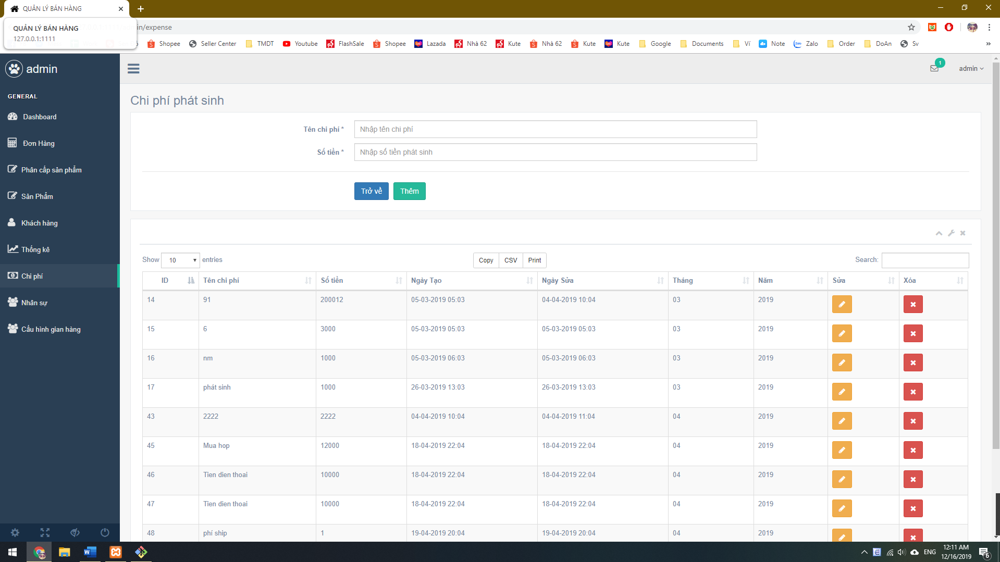 QUẢN LÝ BÁN HÀNG
QUẢN LÝ BÁN HÀNG
127.0.0.1:1111
in/expense
Shopee Seller Center TMDT Youtube FlashSale Shopee Lazada Nhà 62 Kute Nhà 62 Kute Kute Google Documents Ví Note Zalo Order DoAn Sv »
admin
1
admin
GENERAL
Dashboard
Đơn Hàng
Phân cấp sản phẩm
Sản Phẩm
Khách hàng
Thống kê
Chi phí
Nhân sự
Cấu hình gian hàng
Chi phí phát sinh
Tên chi phí * Nhập tên chi phí
Số tiền * Nhập số tiền phát sinh
Trở về Thêm
Show 10 entries Copy CSV Print Search:
ID Tên chi phí Số tiền Ngày Tạo Ngày Sửa Tháng Năm Sửa Xóa
14 91 200012 05-03-2019 05:03 04-04-2019 10:04 03 2019
15 6 3000 05-03-2019 05:03 05-03-2019 05:03 03 2019
16 nm 1000 05-03-2019 06:03 05-03-2019 06:03 03 2019
17 phát sinh 1000 26-03-2019 13:03 26-03-2019 13:03 03 2019
43 2222 2222 04-04-2019 10:04 04-04-2019 11:04 04 2019
45 Mua hop 12000 18-04-2019 22:04 18-04-2019 22:04 04 2019
46 Tien dien thoai 10000 18-04-2019 22:04 18-04-2019 22:04 04 2019
47 Tien dien thoai 10000 18-04-2019 22:04 18-04-2019 22:04 04 2019
48 phí ship 1 19-04-2019 20:04 19-04-2019 20:04 04 2019
ENG
12:11 AM
12/16/2019
6